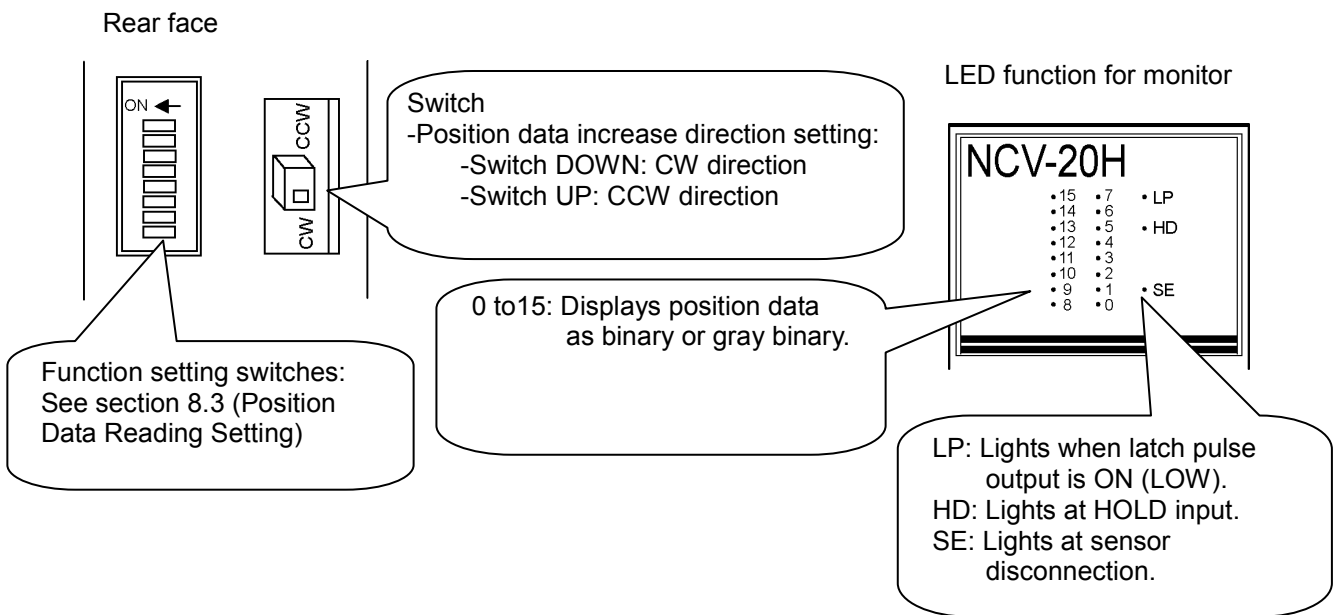 Rear face
ON
CCW
CW
Switch
-Position data increase direction setting:
-Switch DOWN: CW direction
-Switch UP: CCW direction
Function setting switches:
See section 8.3 (Position
Data Reading Setting)
LED function for monitor
NCV-20H
15 7 LP
14 6
13 5 HD
12 4
11 3
10 2
9 1 SE
8 0
0 to15: Displays position data
as binary or gray binary.
LP: Lights when latch pulse
output is ON (LOW).
HD: Lights at HOLD input.
SE: Lights at sensor
disconnection.